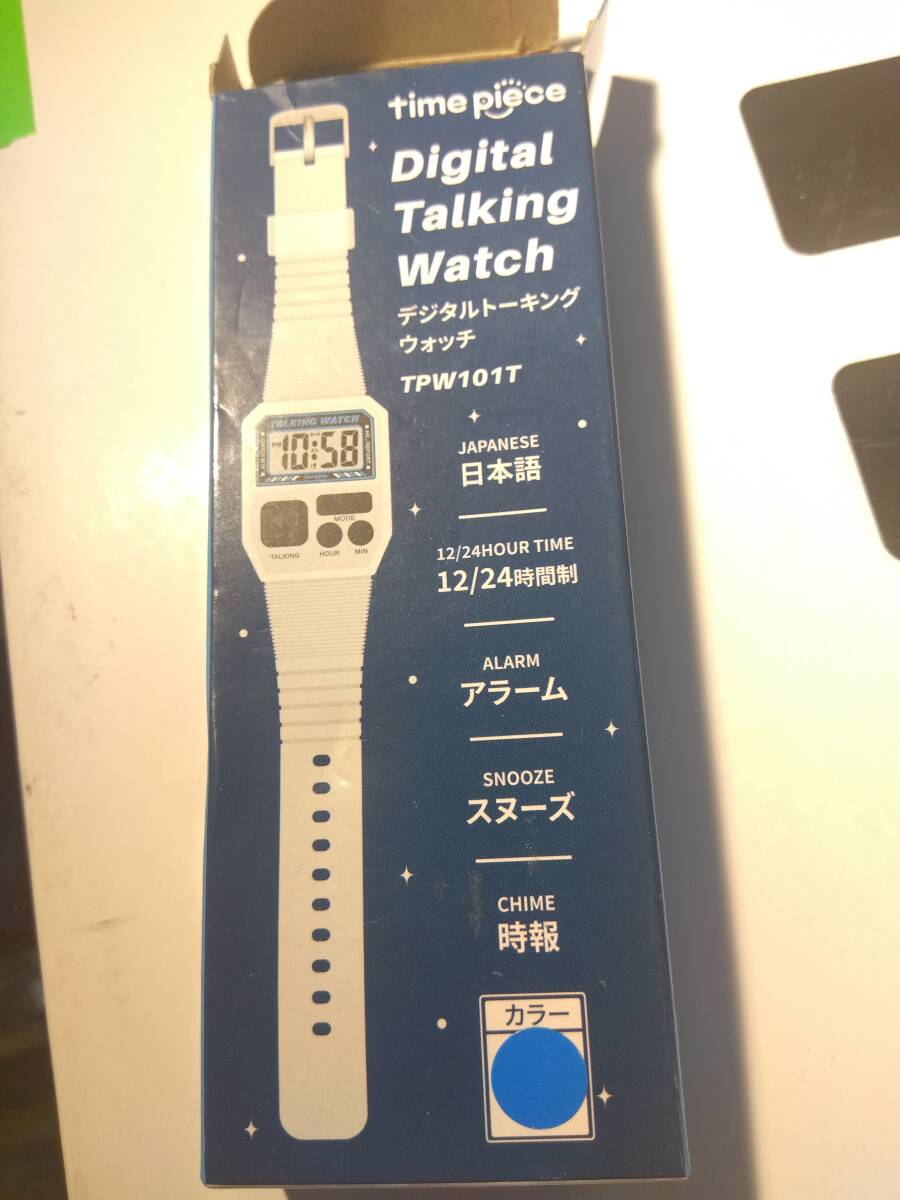 time piece
Digital
Talking
Watch
デジタルトーキング
ウォッチ
TPW101T
TALKING WATCH
PM
10:58
MODE
TALKING
HOUR
MIN
JAPANESE
日本語
12/24HOUR TIME
12/24時間制
ALARM
アラーム
SNOOZE
スヌーズ
CHIME
時報
カラー